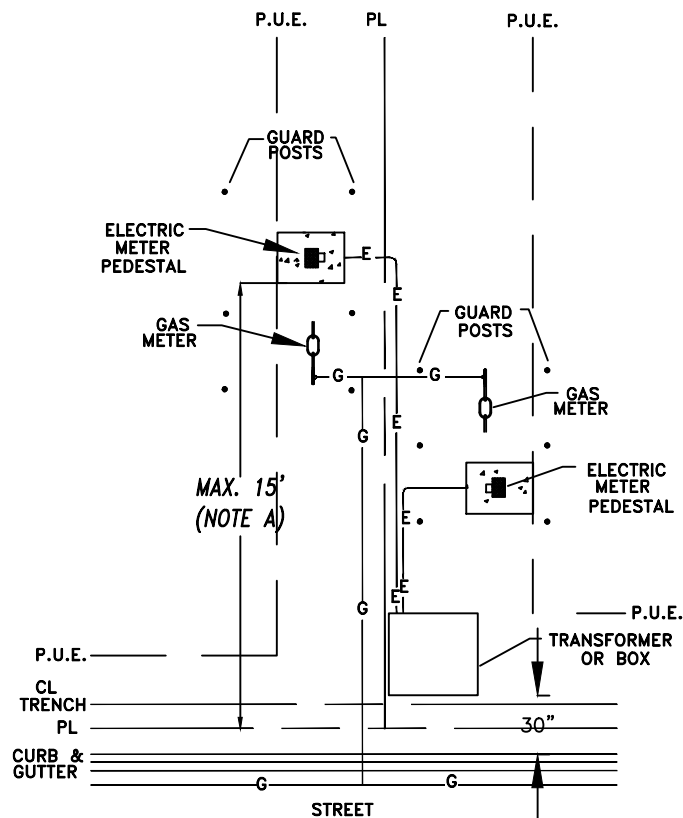 P.U.E.
PL
P.U.E.
GUARD
POSTS
ELECTRIC
METER
PEDESTAL
E
E
GAS
METER
GUARD
POSTS
G
G
GAS
METER
E
G
ELECTRIC
METER
PEDESTAL
MAX. 15'
(NOTE A)
E
E
E
G
P.U.E.
TRANSFORMER
OR BOX
P.U.E.
CL
TRENCH
PL
30"
CURB &
GUTTER
G
G
STREET